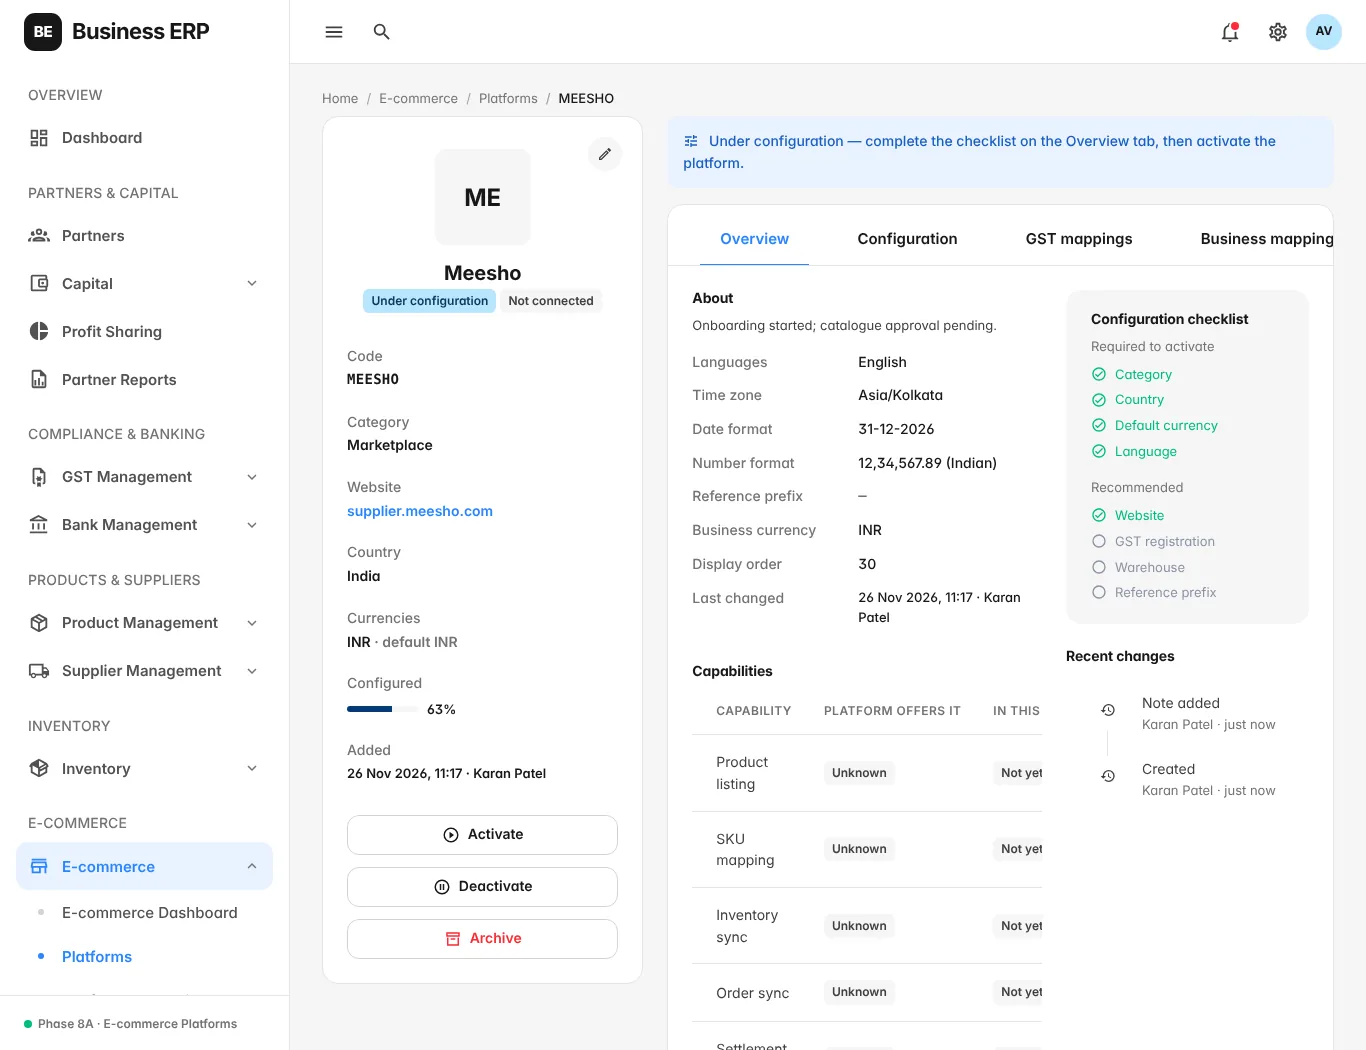 BE Business ERP
OVERVIEW
Dashboard
PARTNERS & CAPITAL
Partners
Capital
Profit Sharing
Partner Reports
COMPLIANCE & BANKING
GST Management
Bank Management
PRODUCTS & SUPPLIERS
Product Management
Supplier Management
INVENTORY
Inventory
E-COMMERCE
E-commerce
E-commerce Dashboard
Platforms
Phase 8A · E-commerce Platforms
AV
Home / E-commerce / Platforms / MEESHO
ME
Meesho
Under configuration Not connected
Code
MEESHO
Category
Marketplace
Website
supplier.meesho.com
Country
India
Currencies
INR · default INR
Configured
63%
Added
26 Nov 2026, 11:17 · Karan Patel
Activate
Deactivate
Archive
Under configuration — complete the checklist on the Overview tab, then activate the
platform.
Overview Configuration GST mappings Business mapping
About
Onboarding started; catalogue approval pending.
Languages English
Time zone Asia/Kolkata
Date format 31-12-2026
Number format 12,34,567.89 (Indian)
Reference prefix —
Business currency INR
Display order 30
Last changed 26 Nov 2026, 11:17 · Karan
Patel
Capabilities
CAPABILITY PLATFORM OFFERS IT IN THIS
Product
listing Unknown Not yet
SKU
mapping Unknown Not yet
Inventory
sync Unknown Not yet
Order sync Unknown Not yet
Settlement
Configuration checklist
Required to activate
Category
Country
Default currency
Language
Recommended
Website
GST registration
Warehouse
Reference prefix
Recent changes
Note added
Karan Patel · just now
Created
Karan Patel · just now